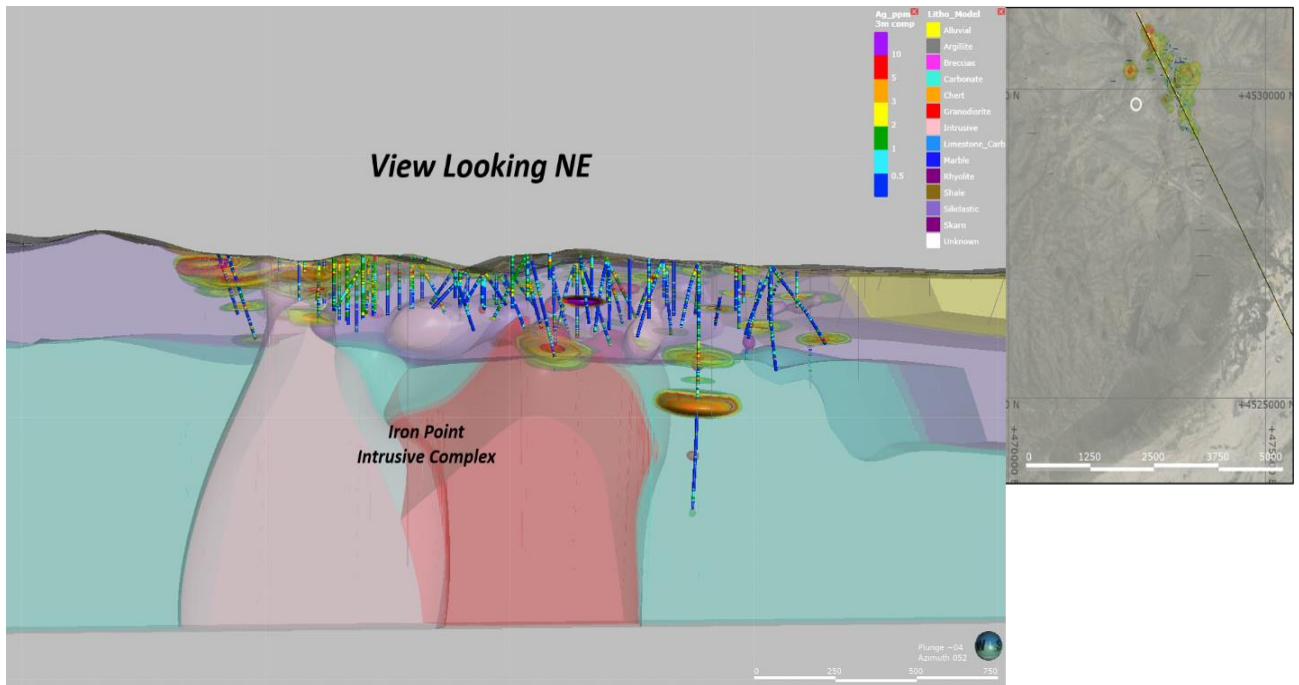 Ag_ppm
3m comp
10
5
3
2
1
0.5
Litho_Model
Alluvial
Argillite
Breccias
Carbonate
Chert
Granodiorite
Intrusive
Limestone_Carb
Marble
Rhyolite
Shale
Silielastic
Skarn
Unknown
View Looking NE
Iron Point
Intrusive Complex
Plunge -04
Azimuth 052
0 250 500 750
+4530000 N
+4525000 N
0 1250 2500 3750 5000